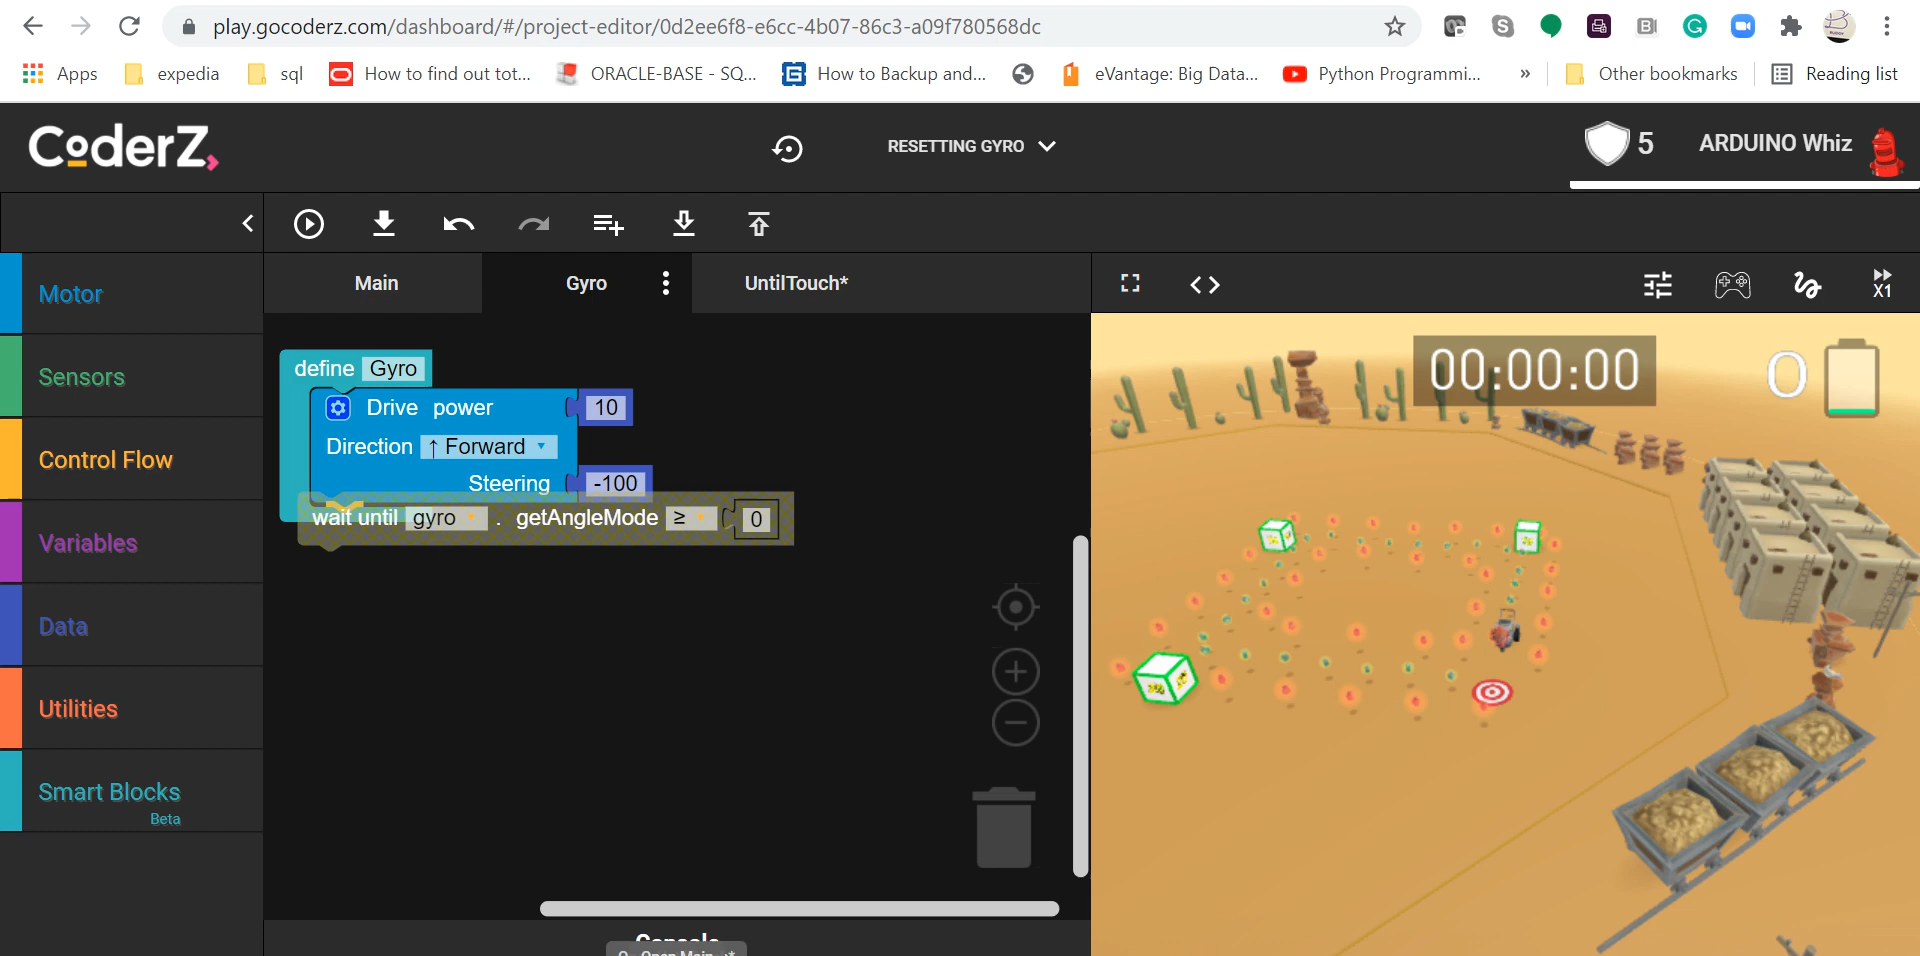 play.gocoderz.com/dashboard/#/project-editor/0d2ee6f8-e6cc-4b07-86c3-a09f780568dc
Apps expedia sql How to find out tot... ORACLE-BASE - SQ... How to Backup and... eVantage: Big Data... Python Programmi... » Other bookmarks Reading list
CoderZ
RESETTING GYRO
5
ARDUINO Whiz
Main Gyro UntilTouch*
X1
Motor
Sensors
Control Flow
Variables
Data
Utilities
Smart Blocks
Beta
define Gyro
Drive power 10
Direction ↑ Forward
Steering -100
wait until gyro . getAngleMode ≥ 0
00:00:00
0
Console